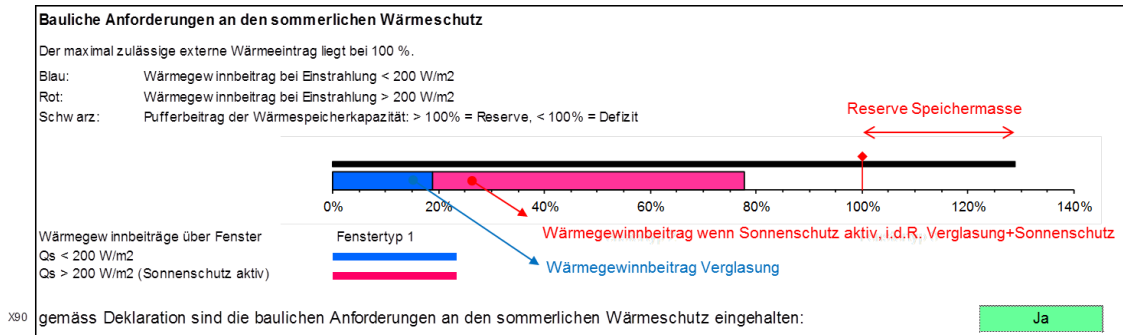 Bauliche Anforderungen an den sommerlichen Wärmeschutz
Der maximal zulässige externe Wärmeeintrag liegt bei 100 %.
Blau: Wärmegewinnbeitrag bei Einstrahlung < 200 W/m2
Rot: Wärmegewinnbeitrag bei Einstrahlung > 200 W/m2
Schwarz: Pufferbeitrag der Wärmespeicherkapazität: > 100% = Reserve, < 100% = Defizit
Reserve Speichermasse
0% 20% 40% 60% 80% 100% 120% 140%
Wärmegewinnbeiträge über Fenster Fenstertyp 1
Wärmegewinnbeitrag wenn Sonnenschutz aktiv, i.d.R. Verglasung+Sonnenschutz
Qs < 200 W/m2
Wärmegewinnbeitrag Verglasung
Qs > 200 W/m2 (Sonnenschutz aktiv)
X90 gemäss Deklaration sind die baulichen Anforderungen an den sommerlichen Wärmeschutz eingehalten: Ja